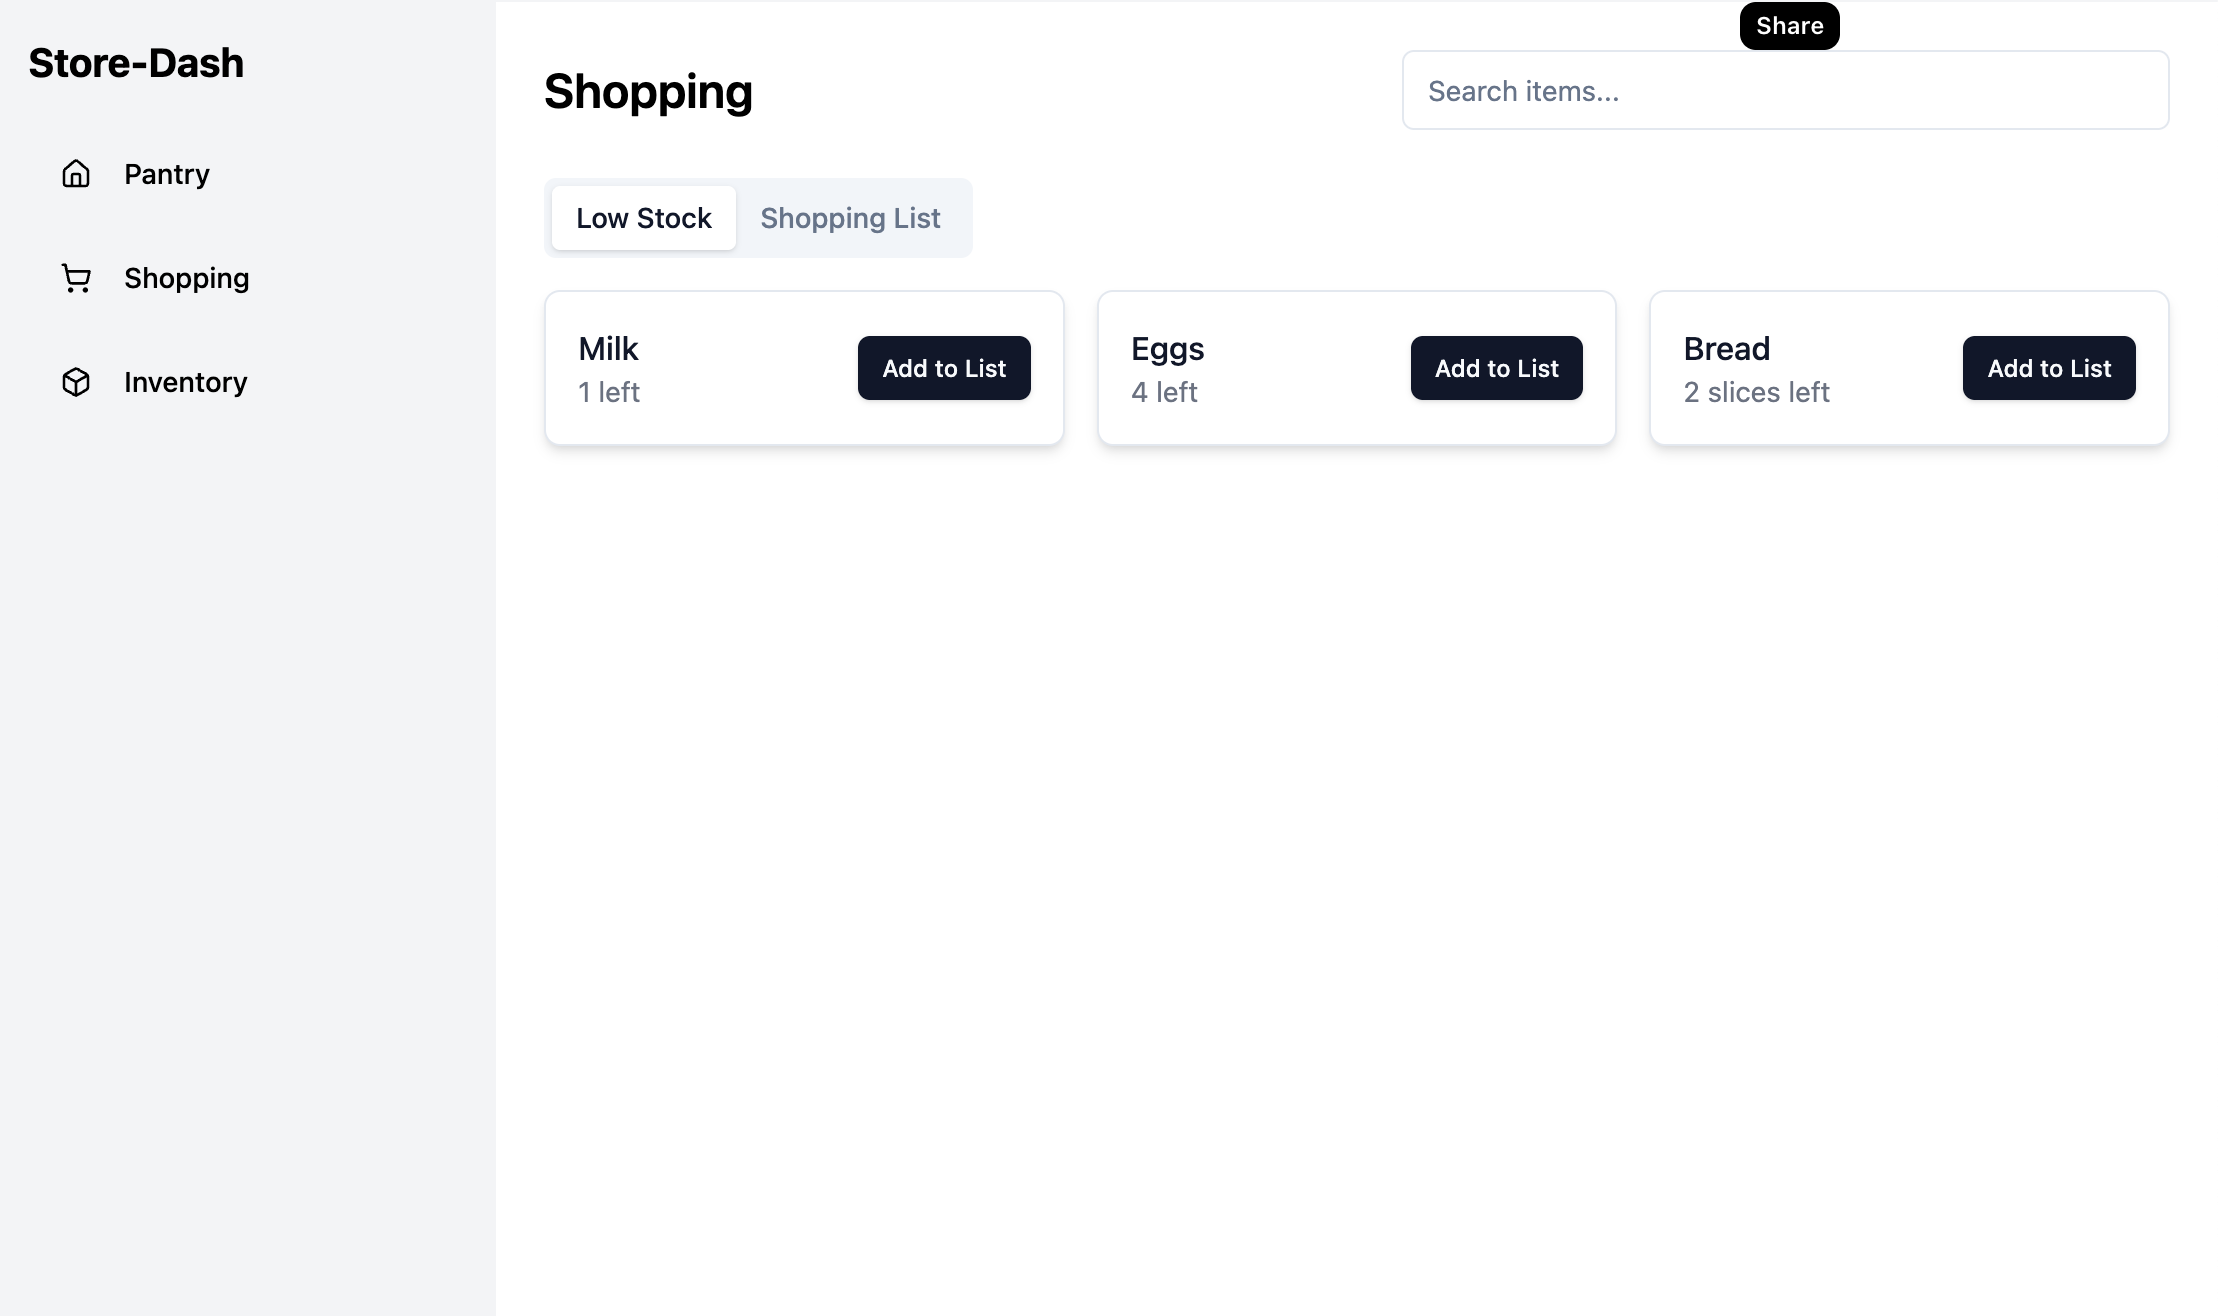 Store-Dash
Pantry
Shopping
Inventory
Share
Shopping
Search items...
Low Stock
Shopping List
Milk
1 left
Add to List
Eggs
4 left
Add to List
Bread
2 slices left
Add to List